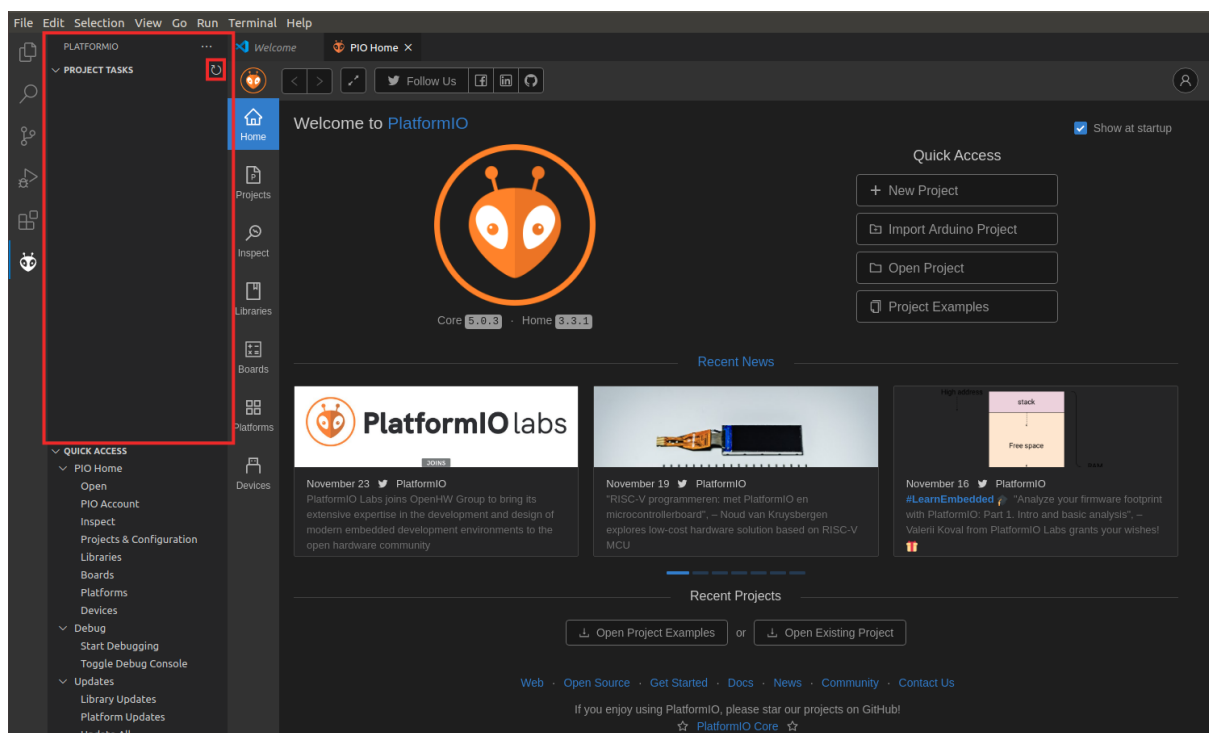 File Edit Selection View Go Run Terminal Help
PLATFORMIO ...
PROJECT TASKS
Welcome
PIO Home
Follow Us
Home
Projects
Inspect
Libraries
Boards
Platforms
Devices
Welcome to PlatformIO
Show at startup
Core 5.0.3 · Home 3.3.1
Quick Access
New Project
Import Arduino Project
Open Project
Project Examples
Recent News
PlatformIO labs
JOINS
November 23 PlatformIO
PlatformIO Labs joins OpenHW Group to bring its
extensive expertise in the development and design of
modern embedded development environments to the
open hardware community
November 19 PlatformIO
"RISC-V programmeren: met PlatformIO en
microcontrollerboard", – Noud van Kruysbergen
explores low-cost hardware solution based on RISC-V
MCU
High address
stack
Free space
November 16 PlatformIO
#LearnEmbedded "Analyze your firmware footprint
with PlatformIO: Part 1. Intro and basic analysis", –
Valerii Koval from PlatformIO Labs grants your wishes!
Recent Projects
Open Project Examples or Open Existing Project
Web · Open Source · Get Started · Docs · News · Community · Contact Us
If you enjoy using PlatformIO, please star our projects on GitHub!
PlatformIO Core
QUICK ACCESS
PIO Home
Open
PIO Account
Inspect
Projects & Configuration
Libraries
Boards
Platforms
Devices
Debug
Start Debugging
Toggle Debug Console
Updates
Library Updates
Platform Updates
Update All